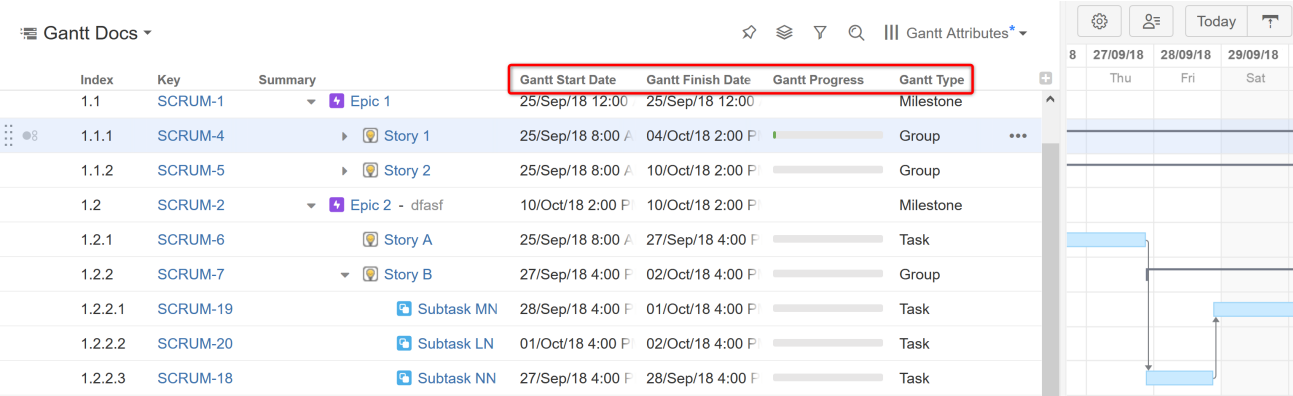 Gantt Docs Gantt Attributes* Today
8 27/09/18 28/09/18 29/09/18
Thu Fri Sat
Index Key Summary Gantt Start Date Gantt Finish Date Gantt Progress Gantt Type
1.1 SCRUM-1 Epic 1 25/Sep/18 12:00 25/Sep/18 12:00 Milestone
1.1.1 SCRUM-4 Story 1 25/Sep/18 8:00 A 04/Oct/18 2:00 P Group
1.1.2 SCRUM-5 Story 2 25/Sep/18 8:00 A 10/Oct/18 2:00 P Group
1.2 SCRUM-2 Epic 2 - dfasf 10/Oct/18 2:00 P 10/Oct/18 2:00 P Milestone
1.2.1 SCRUM-6 Story A 25/Sep/18 8:00 A 27/Sep/18 4:00 P Task
1.2.2 SCRUM-7 Story B 27/Sep/18 4:00 P 02/Oct/18 4:00 P Group
1.2.2.1 SCRUM-19 Subtask MN 28/Sep/18 4:00 P 01/Oct/18 4:00 P Task
1.2.2.2 SCRUM-20 Subtask LN 01/Oct/18 4:00 P 02/Oct/18 4:00 P Task
1.2.2.3 SCRUM-18 Subtask NN 27/Sep/18 4:00 P 28/Sep/18 4:00 P Task